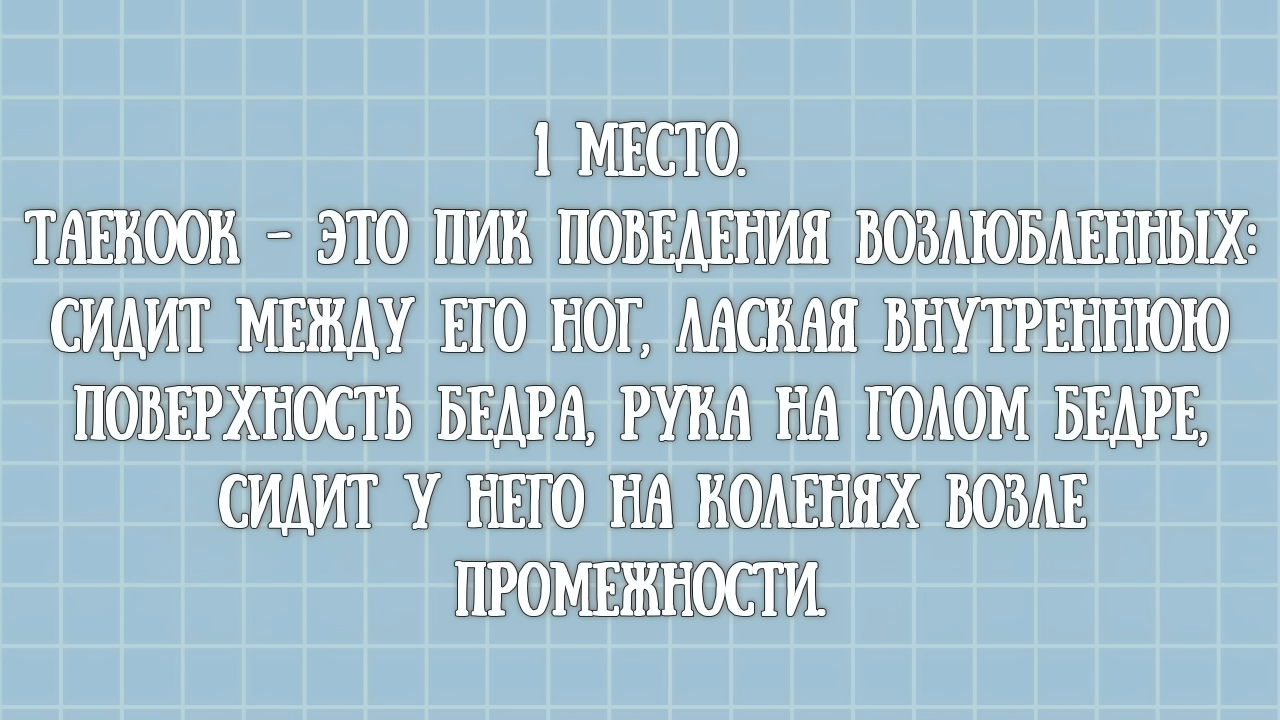 1 МЕСТО.
ТАЕКООК - ЭТО ПИК ПОВЕДЕНИЯ ВОЗЛЮБЛЕННЫХ:
СИДИТ МЕЖДУ ЕГО НОГ, ЛАСКАЯ ВНУТРЕННЮЮ
ПОВЕРХНОСТЬ БЕДРА, РУКА НА ГОЛОМ БЕДРЕ,
СИДИТ У НЕГО НА КОЛЕНЯХ ВОЗЛЕ
ПРОМЕЖНОСТИ.